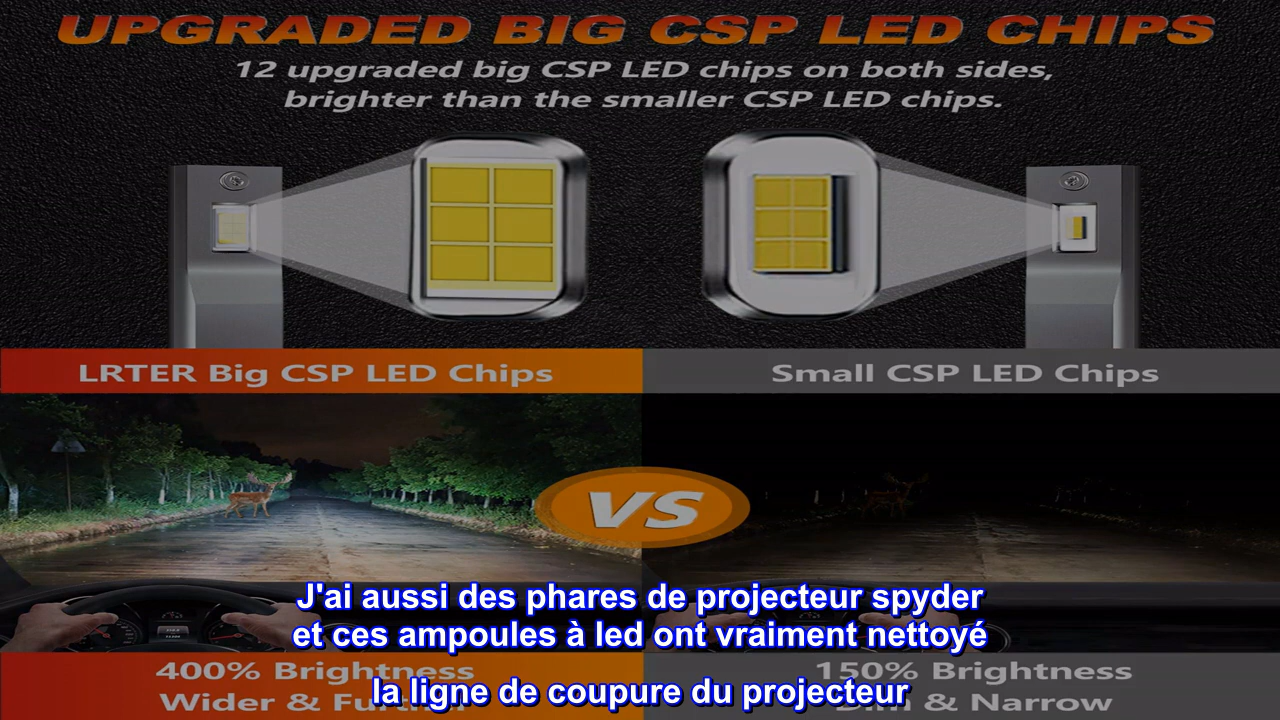 UPGRADED BIG CSP LED CHIPS
12 upgraded big CSP LED chips on both sides,
brighter than the smaller CSP LED chips.
LRTER Big CSP LED Chips
Small CSP LED Chips
VS
J'ai aussi des phares de projecteur spyder
et ces ampoules à led ont vraiment nettoyé
la ligne de coupure du projecteur
400% Brightness
Wider & Further
150% Brightness
Dim & Narrow